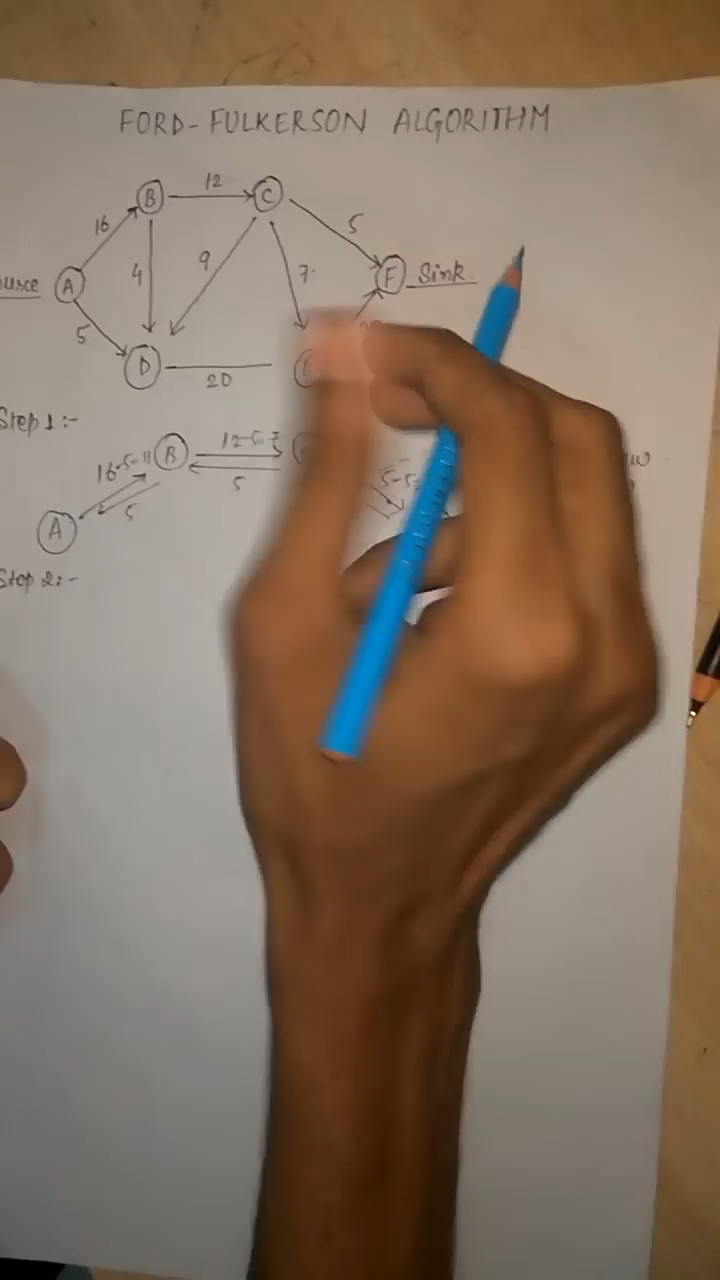 FORD-FULKERSON ALGORITHM
B 12 C
16 4 9 7 5
A F Sink
5 D 20
Step 1:-
16-5=11 B 12-5=7
5 5
A
Step 2:-